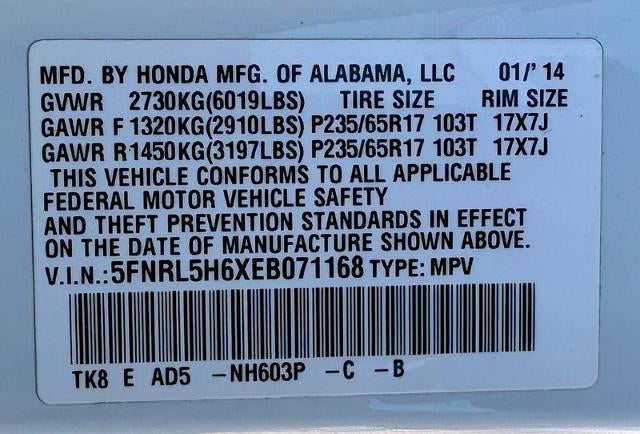 MFD. BY HONDA MFG. OF ALABAMA, LLC 01/' 14
GVWR 2730KG(6019LBS) TIRE SIZE RIM SIZE
GAWR F 1320KG(2910LBS) P235/65R17 103T 17X7J
GAWR R1450KG(3197LBS) P235/65R17 103T 17X7J
THIS VEHICLE CONFORMS TO ALL APPLICABLE
FEDERAL MOTOR VEHICLE SAFETY
AND THEFT PREVENTION STANDARDS IN EFFECT
ON THE DATE OF MANUFACTURE SHOWN ABOVE.
V.I.N.:5FNRL5H6XEB071168 TYPE: MPV
TK8 E AD5 -NH603P -C -B